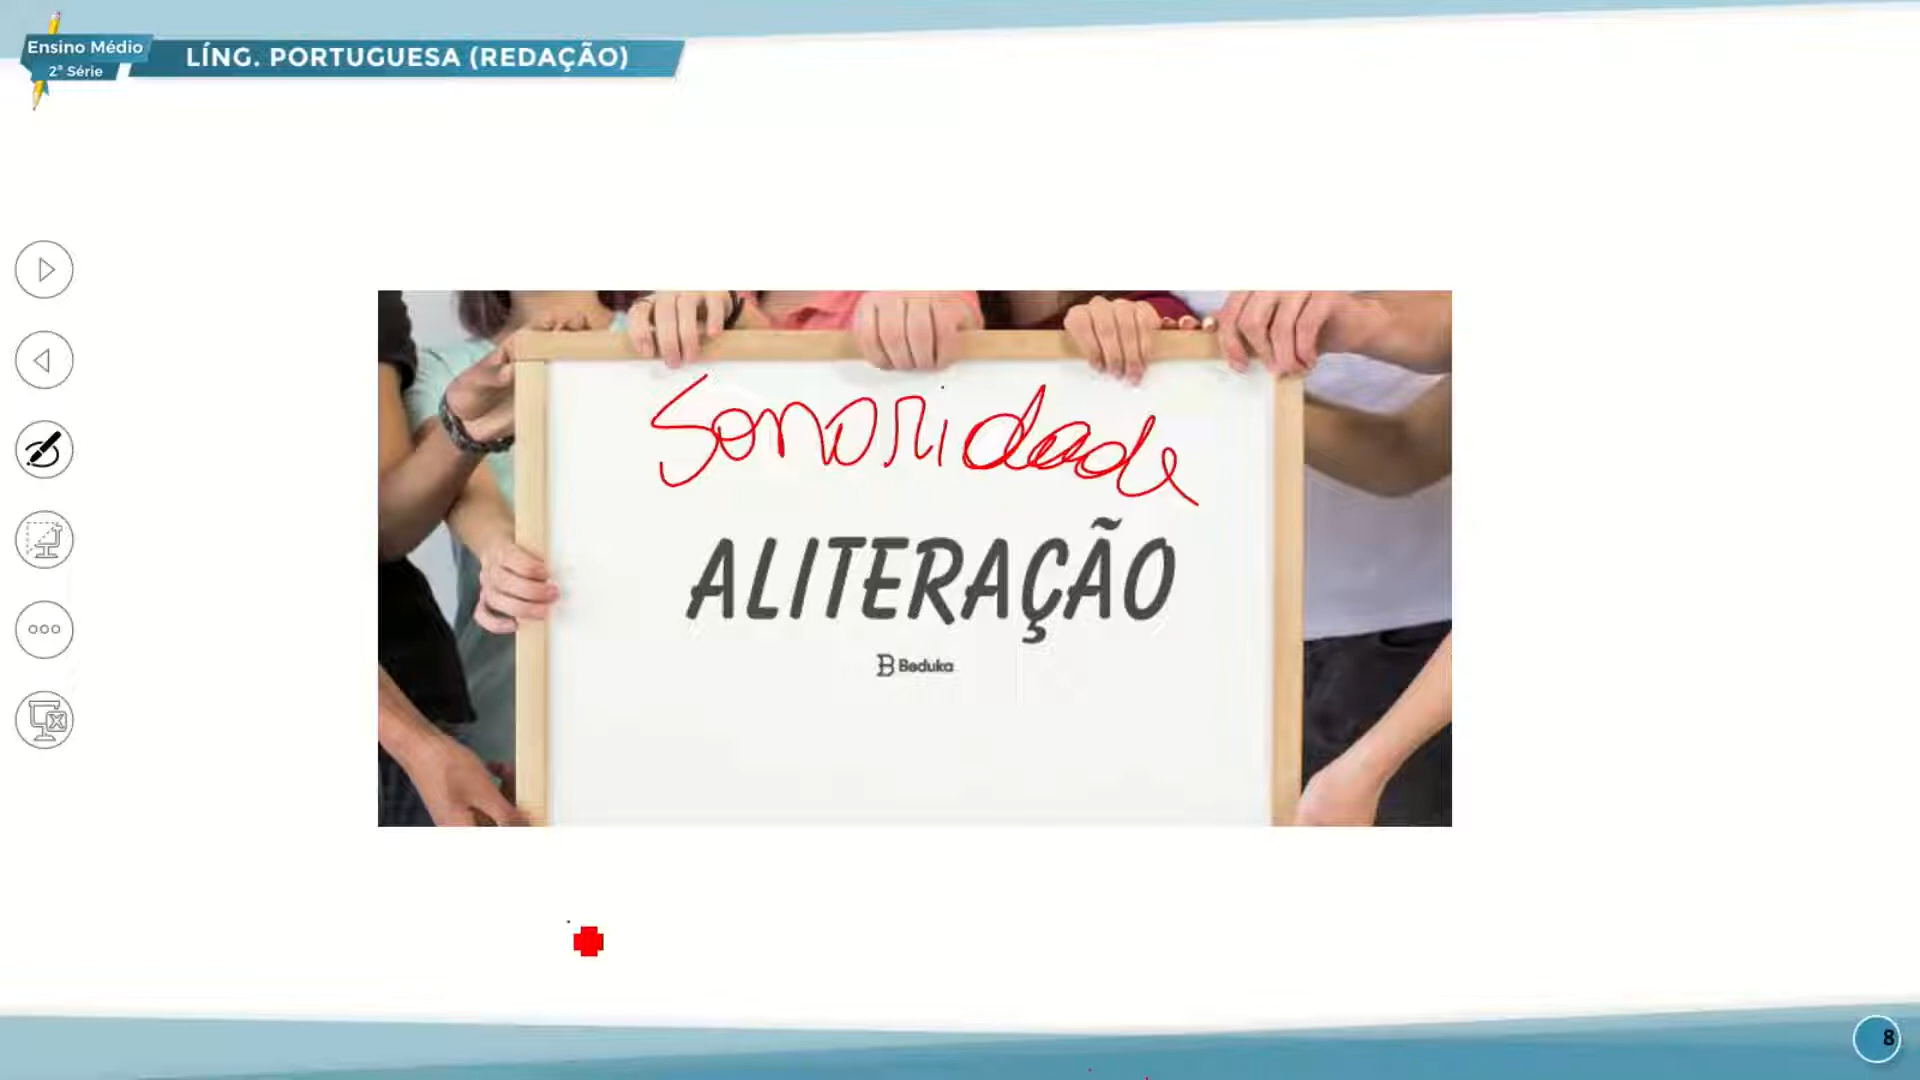 Ensino Médio
2ª Série
LÍNG. PORTUGUESA (REDAÇÃO)
Sonoridade
ALITERAÇÃO
Beduka
8